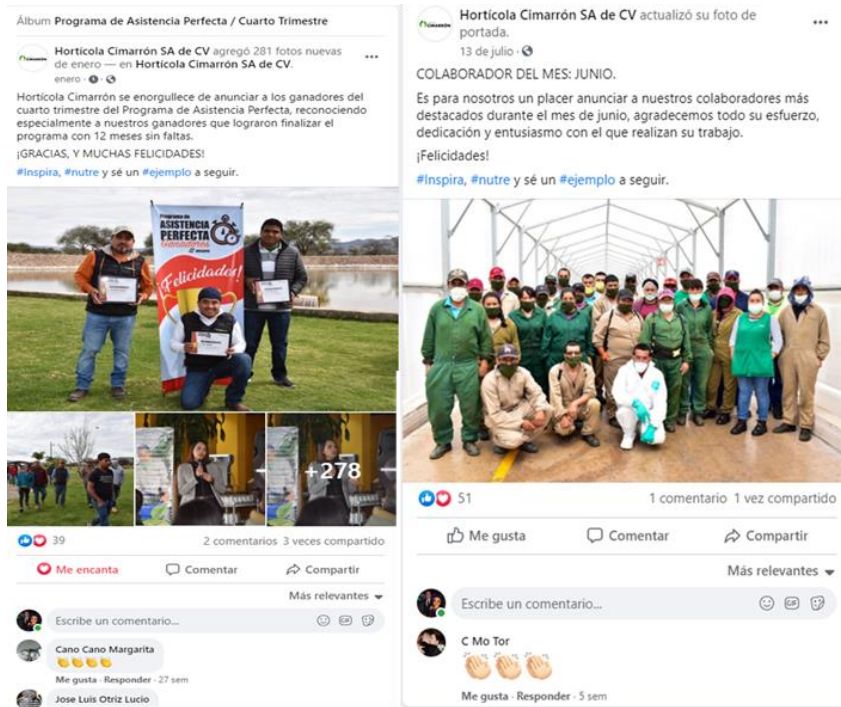 Álbum Programa de Asistencia Perfecta / Cuarto Trimestre
Hortícola Cimarrón SA de CV agregó 281 fotos nuevas
de enero — en Hortícola Cimarrón SA de CV.
enero
Hortícola Cimarrón se enorgullece de anunciar a los ganadores del
cuarto trimestre del Programa de Asistencia Perfecta, reconociendo
especialmente a nuestros ganadores que lograron finalizar el
programa con 12 meses sin faltas.
¡GRACIAS, Y MUCHAS FELICIDADES!
#Inspira, #nutre y sé un #ejemplo a seguir.
Programa de
ASISTENCIA
PERFECTA
Ganadores
¡Felicidades!
+278
39
2 comentarios 3 veces compartido
Me encanta
Comentar
Compartir
Más relevantes
Escribe un comentario...
GIF
Cano Cano Margarita
Me gusta · Responder · 27 sem
Jose Luis Otriz Lucio
Hortícola Cimarrón SA de CV actualizó su foto de
portada.
13 de julio
COLABORADOR DEL MES: JUNIO.
Es para nosotros un placer anunciar a nuestros colaboradores más
destacados durante el mes de junio, agradecemos todo su esfuerzo,
dedicación y entusiasmo con el que realizan su trabajo.
¡Felicidades!
#Inspira, #nutre y sé un #ejemplo a seguir.
51
1 comentario 1 vez compartido
Me gusta
Comentar
Compartir
Más relevantes
Escribe un comentario...
GIF
C Mo Tor
Me gusta · Responder · 5 sem